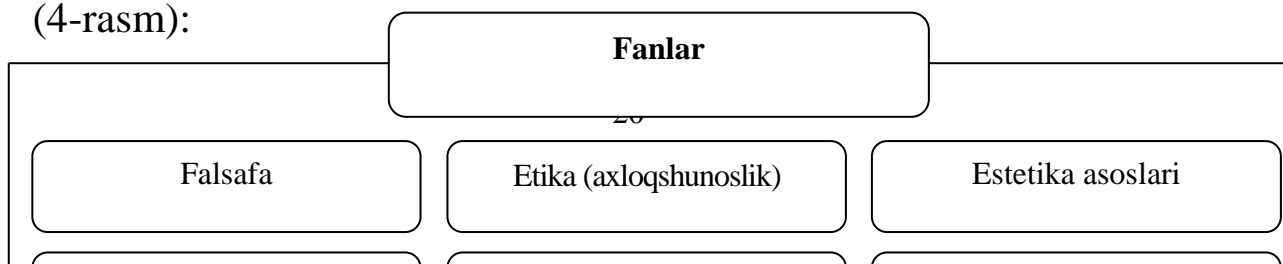 (4-rasm):
Fanlar
Falsafa
Etika (axloqshunoslik)
Estetika asoslari